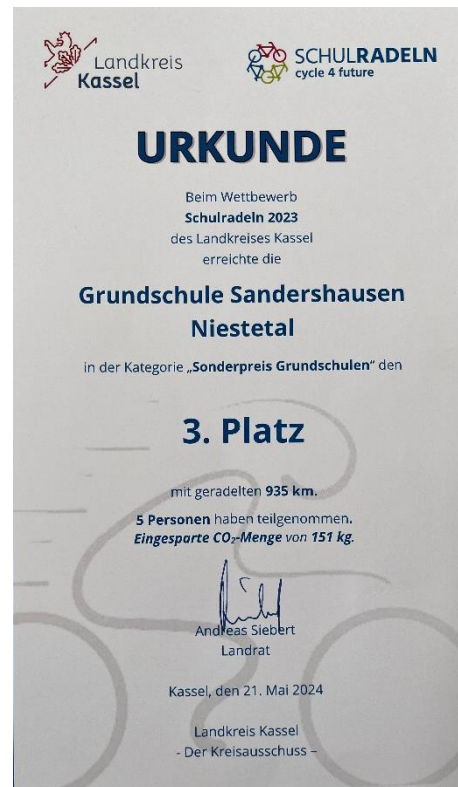 Landkreis
Kassel
SCHULRADELN
cycle 4 future
URKUNDE
Beim Wettbewerb
Schulradeln 2023
des Landkreises Kassel
erreichte die
Grundschule Sandershausen
Niestetal
in der Kategorie „Sonderpreis Grundschulen“ den
3. Platz
mit geradelten 935 km.
5 Personen haben teilgenommen.
Eingesparte CO₂-Menge von 151 kg.
Andreas Siebert
Landrat
Kassel, den 21. Mai 2024
Landkreis Kassel
- Der Kreisausschuss –